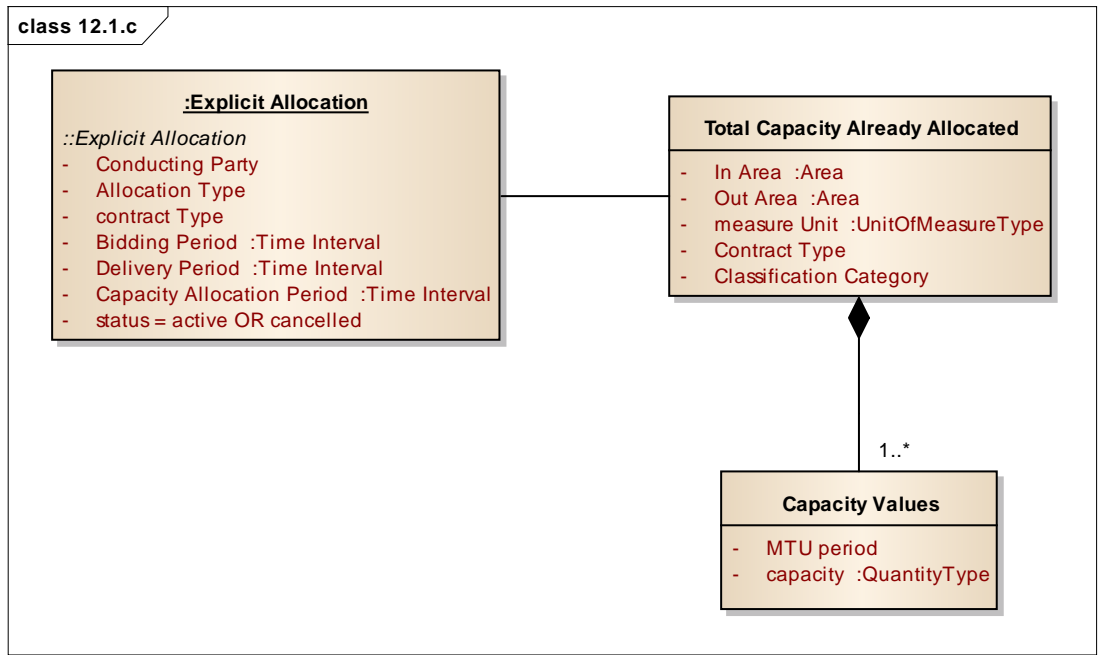 class 12.1.c
:Explicit Allocation
::Explicit Allocation
- Conducting Party
- Allocation Type
- contract Type
- Bidding Period :Time Interval
- Delivery Period :Time Interval
- Capacity Allocation Period :Time Interval
- status = active OR cancelled
Total Capacity Already Allocated
- In Area :Area
- Out Area :Area
- measure Unit :UnitOfMeasureType
- Contract Type
- Classification Category
1..*
Capacity Values
- MTU period
- capacity :QuantityType